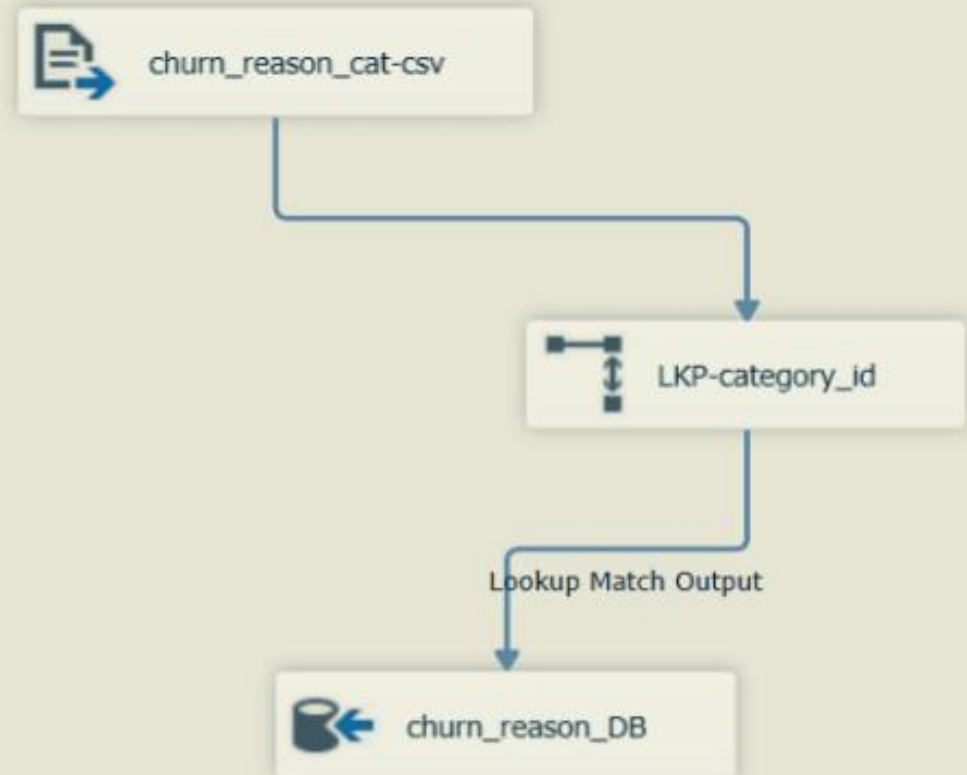 churn_reason_cat-csv
LKP-category_id
Lookup Match Output
churn_reason_DB